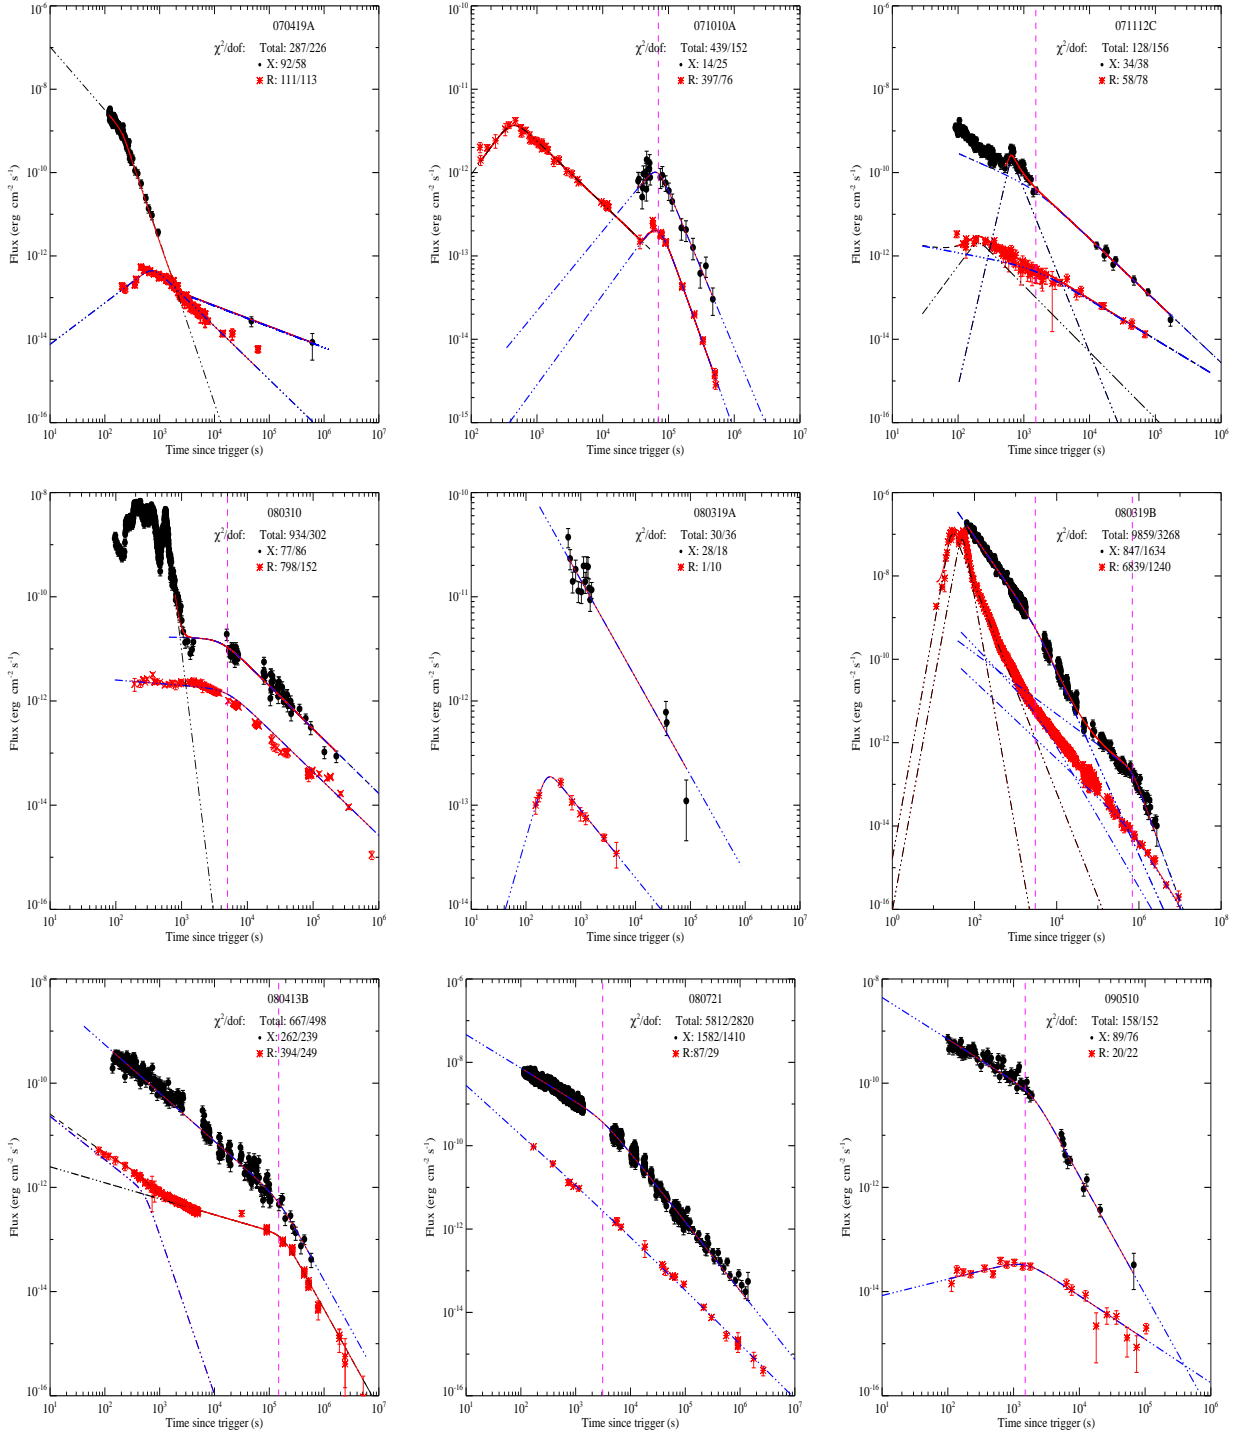 070419A
χ²/dof: Total: 287/226
X: 92/58
R: 111/113
10⁻⁶
10⁻⁸
10⁻¹⁰
10⁻¹²
10⁻¹⁴
10⁻¹⁶
Flux (erg cm⁻² s⁻¹)
10¹ 10² 10³ 10⁴ 10⁵ 10⁶ 10⁷
Time since trigger (s)
071010A
χ²/dof: Total: 439/152
X: 14/25
R: 397/76
10⁻¹⁰
10⁻¹¹
10⁻¹²
10⁻¹³
10⁻¹⁴
10⁻¹⁵
Flux (erg cm⁻² s⁻¹)
10² 10³ 10⁴ 10⁵ 10⁶ 10⁷
Time since trigger (s)
071112C
χ²/dof: Total: 128/156
X: 34/38
R: 58/78
10⁻⁶
10⁻⁸
10⁻¹⁰
10⁻¹²
10⁻¹⁴
10⁻¹⁶
Flux (erg cm⁻² s⁻¹)
10¹ 10² 10³ 10⁴ 10⁵ 10⁶
Time since trigger (s)
080310
χ²/dof: Total: 934/302
X: 77/86
R: 798/152
10⁻⁸
10⁻¹⁰
10⁻¹²
10⁻¹⁴
10⁻¹⁶
Flux (erg cm⁻² s⁻¹)
10¹ 10² 10³ 10⁴ 10⁵ 10⁶
Time since trigger (s)
080319A
χ²/dof: Total: 30/36
X: 28/18
R: 1/10
10⁻¹⁰
10⁻¹¹
10⁻¹²
10⁻¹³
10⁻¹⁴
Flux (erg cm⁻² s⁻¹)
10¹ 10² 10³ 10⁴ 10⁵ 10⁶ 10⁷
Time since trigger (s)
080319B
χ²/dof: Total: 9859/3268
X: 847/1634
R: 6839/1240
10⁻⁶
10⁻⁸
10⁻¹⁰
10⁻¹²
10⁻¹⁴
10⁻¹⁶
Flux (erg cm⁻² s⁻¹)
10⁰ 10² 10⁴ 10⁶ 10⁸
Time since trigger (s)
080413B
χ²/dof: Total: 667/498
X: 262/239
R: 394/249
10⁻⁸
10⁻¹⁰
10⁻¹²
10⁻¹⁴
10⁻¹⁶
Flux (erg cm⁻² s⁻¹)
10¹ 10² 10³ 10⁴ 10⁵ 10⁶ 10⁷
Time since trigger (s)
080721
χ²/dof: Total: 5812/2820
X: 1582/1410
R:87/29
10⁻⁶
10⁻⁸
10⁻¹⁰
10⁻¹²
10⁻¹⁴
10⁻¹⁶
Flux (erg cm⁻² s⁻¹)
10¹ 10² 10³ 10⁴ 10⁵ 10⁶ 10⁷
Time since trigger (s)
090510
χ²/dof: Total: 158/152
X: 89/76
R: 20/22
10⁻⁸
10⁻¹⁰
10⁻¹²
10⁻¹⁴
10⁻¹⁶
Flux (erg cm⁻² s⁻¹)
10¹ 10² 10³ 10⁴ 10⁵ 10⁶
Time since trigger (s)